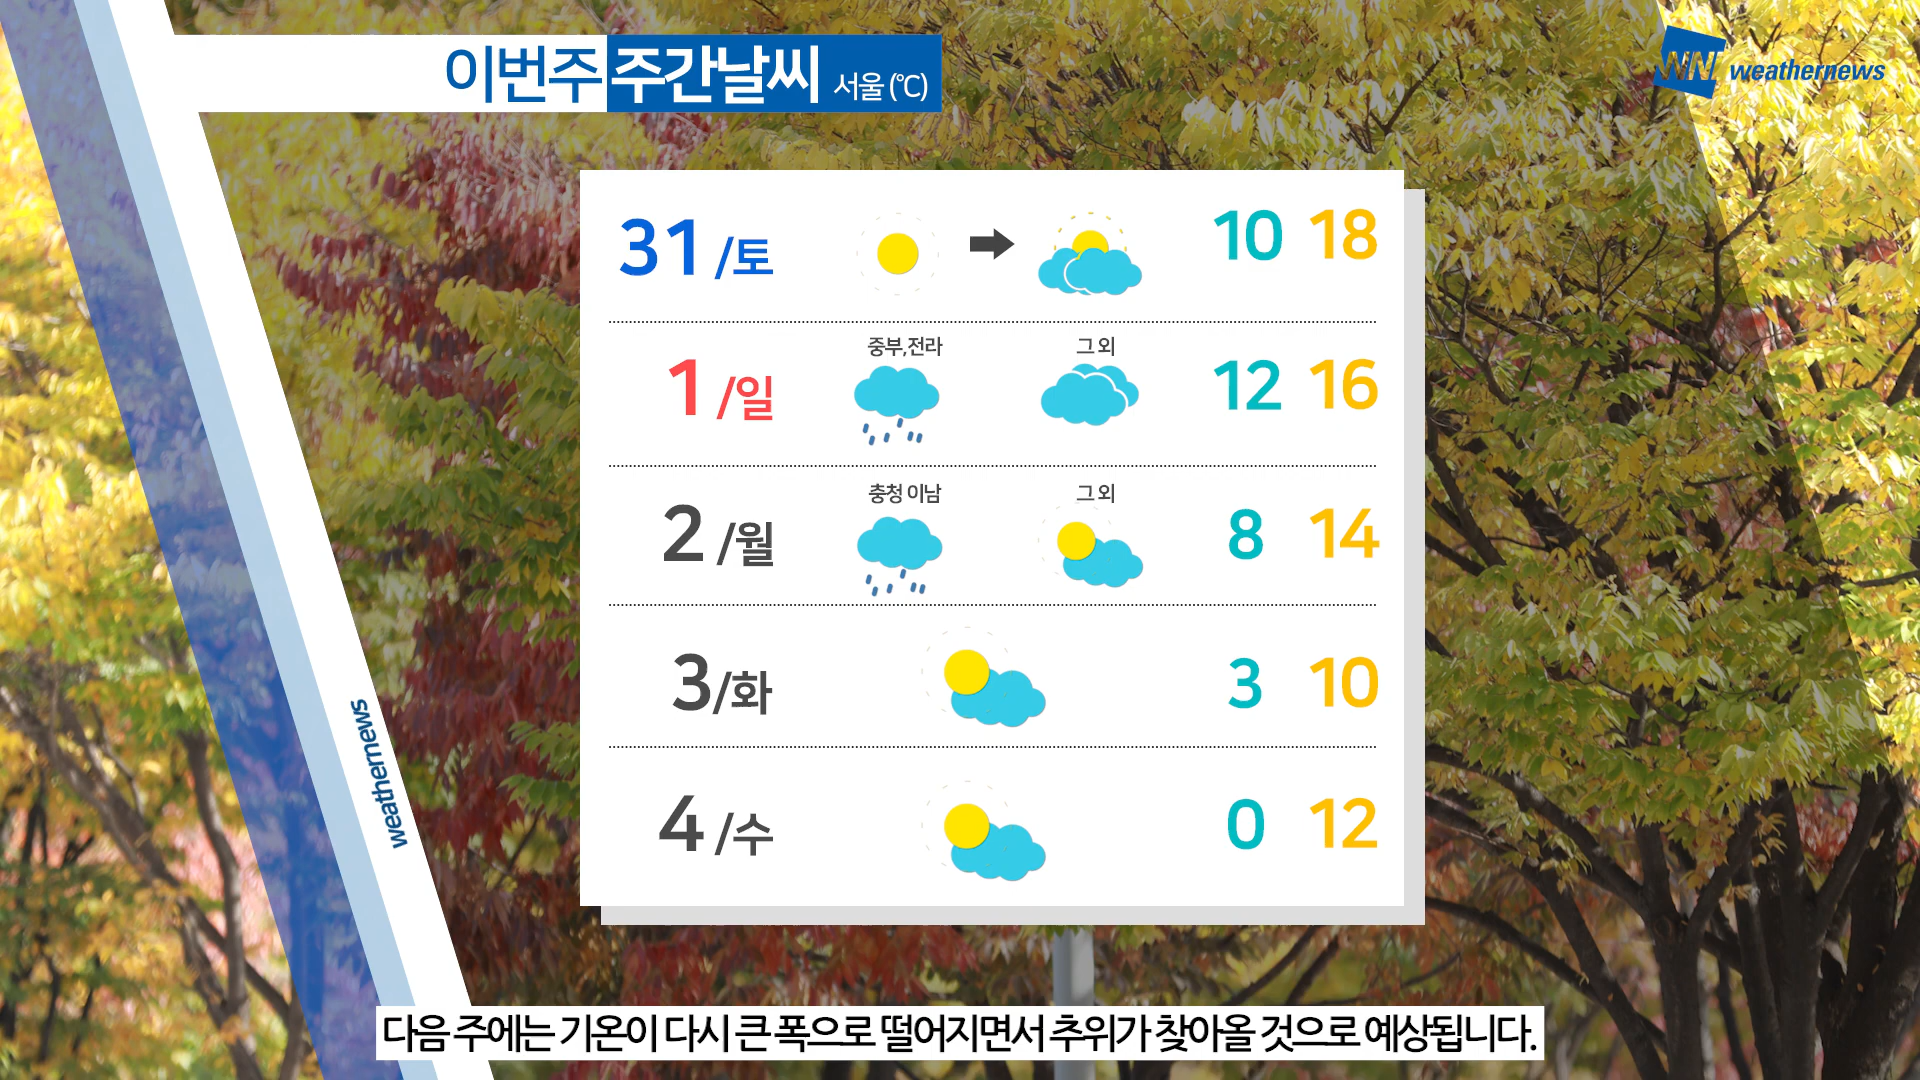 이번주 주간날씨 서울 (℃)
WN weathernews
31 /토 10 18
중부,전라 그 외
1 /일 12 16
충청 이남 그 외
2 /월 8 14
3/화 3 10
4 /수 0 12
weathernews
다음 주에는 기온이 다시 큰 폭으로 떨어지면서 추위가 찾아올 것으로 예상됩니다.